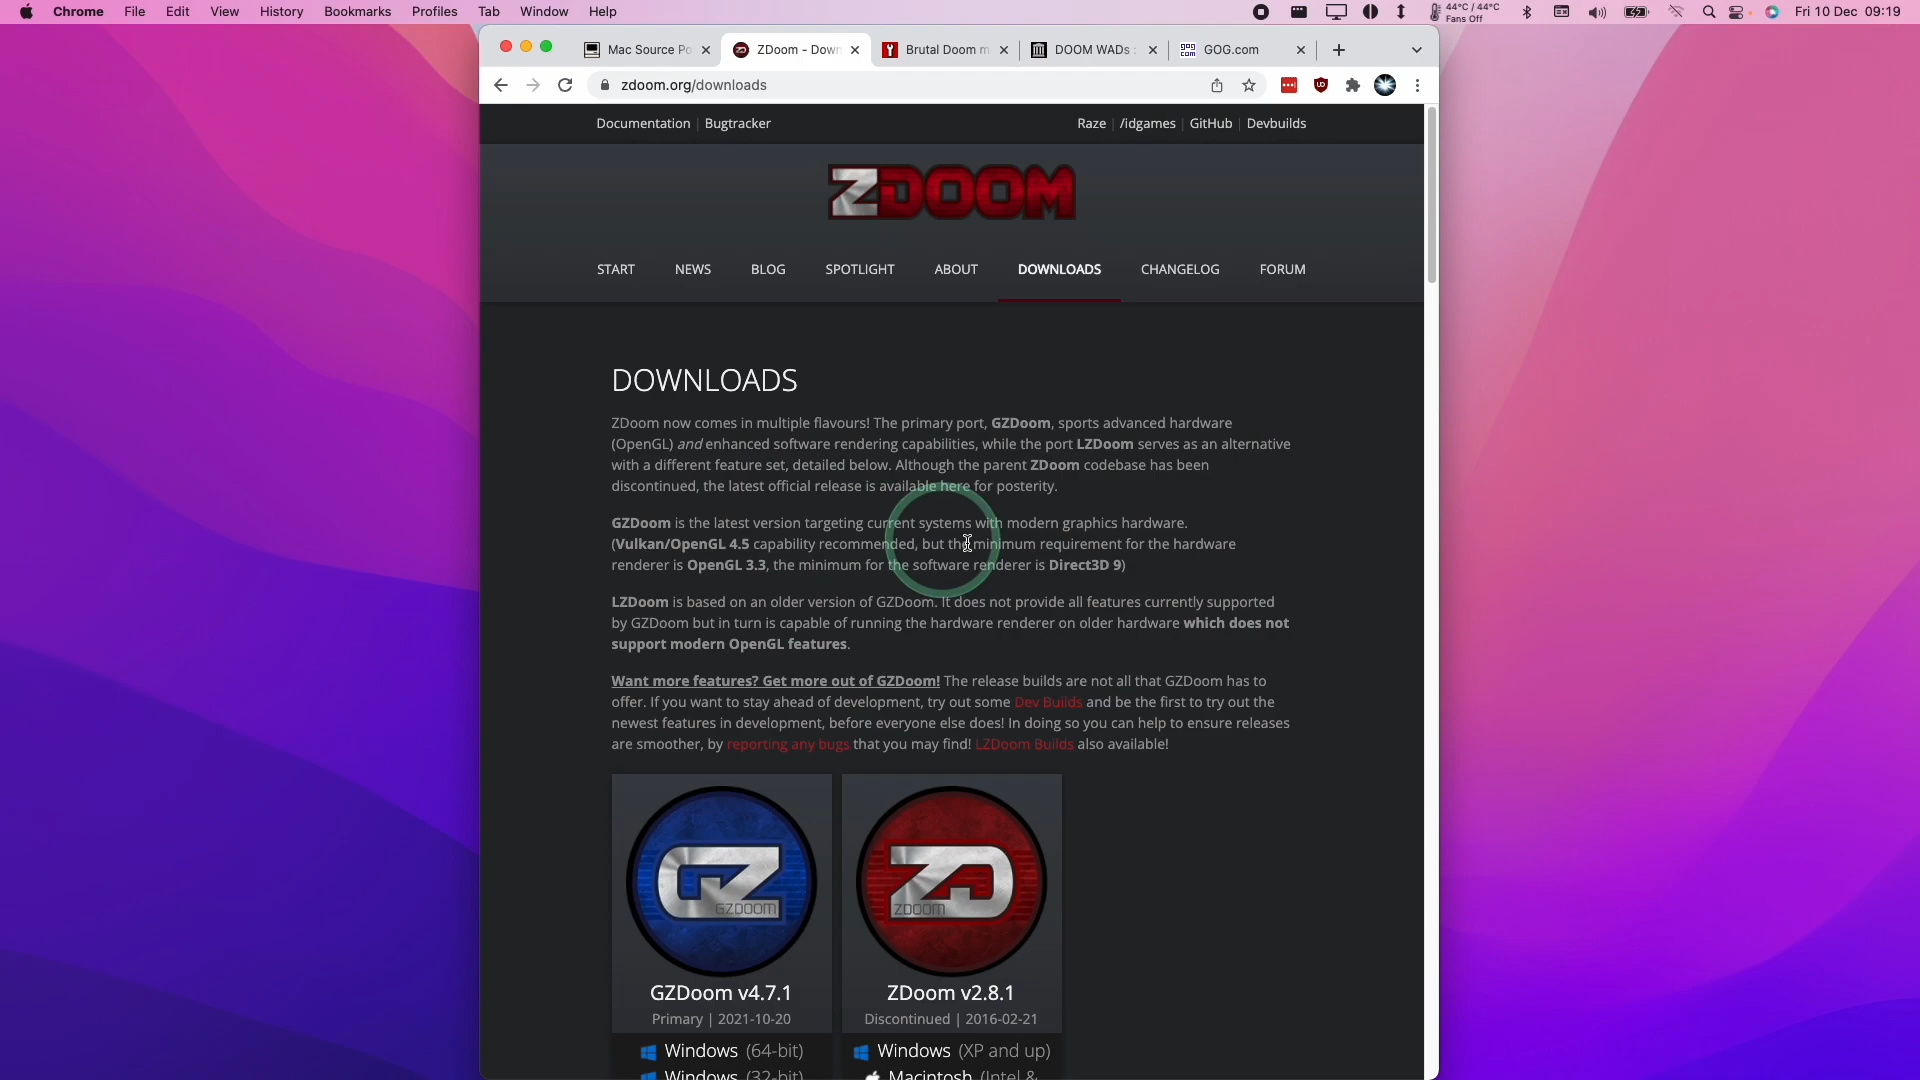 Chrome File Edit View History Bookmarks Profiles Tab Window Help
44°C / 44°C
Fans Off
Fri 10 Dec 09:19
Mac Source Po
ZDoom - Down
Brutal Doom m
DOOM WADs :
GOG.com
zdoom.org/downloads
Documentation Bugtracker
Raze /idgames GitHub Devbuilds
ZDOOM
START NEWS BLOG SPOTLIGHT ABOUT DOWNLOADS CHANGELOG FORUM
DOWNLOADS
ZDoom now comes in multiple flavours! The primary port, GZDoom, sports advanced hardware
(OpenGL) and enhanced software rendering capabilities, while the port LZDoom serves as an alternative
with a different feature set, detailed below. Although the parent ZDoom codebase has been
discontinued, the latest official release is available here for posterity.
GZDoom is the latest version targeting current systems with modern graphics hardware.
(Vulkan/OpenGL 4.5 capability recommended, but the minimum requirement for the hardware
renderer is OpenGL 3.3, the minimum for the software renderer is Direct3D 9)
LZDoom is based on an older version of GZDoom. It does not provide all features currently supported
by GZDoom but in turn is capable of running the hardware renderer on older hardware which does not
support modern OpenGL features.
Want more features? Get more out of GZDoom! The release builds are not all that GZDoom has to
offer. If you want to stay ahead of development, try out some Dev Builds and be the first to try out the
newest features in development, before everyone else does! In doing so you can help to ensure releases
are smoother, by reporting any bugs that you may find! LZDoom Builds also available!
GZDOOM
ZDOOM
GZDoom v4.7.1
Primary | 2021-10-20
ZDoom v2.8.1
Discontinued | 2016-02-21
Windows (64-bit)
Windows (XP and up)
Windows (32-bit)
Macintosh (Intel &